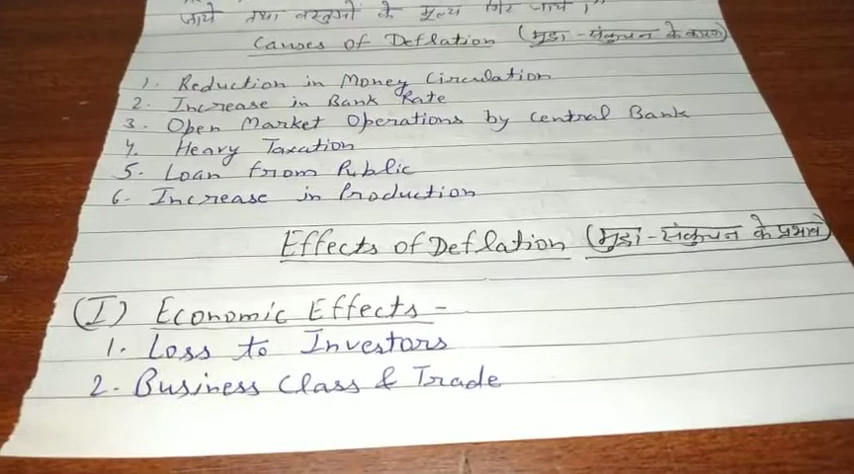 जाये तथा वस्तुओं के मूल्य गिर जाये।"
Causes of Deflation (मुद्रा-संकुचन के कारण)
1. Reduction in Money Circulation
2. Increase in Bank Rate
3. Open Market Operations by Central Bank
4. Heavy Taxation
5. Loan from Public
6. Increase in Production
Effects of Deflation (मुद्रा-संकुचन के प्रभाव)
(I) Economic Effects -
1. Loss to Investors
2. Business Class & Trade